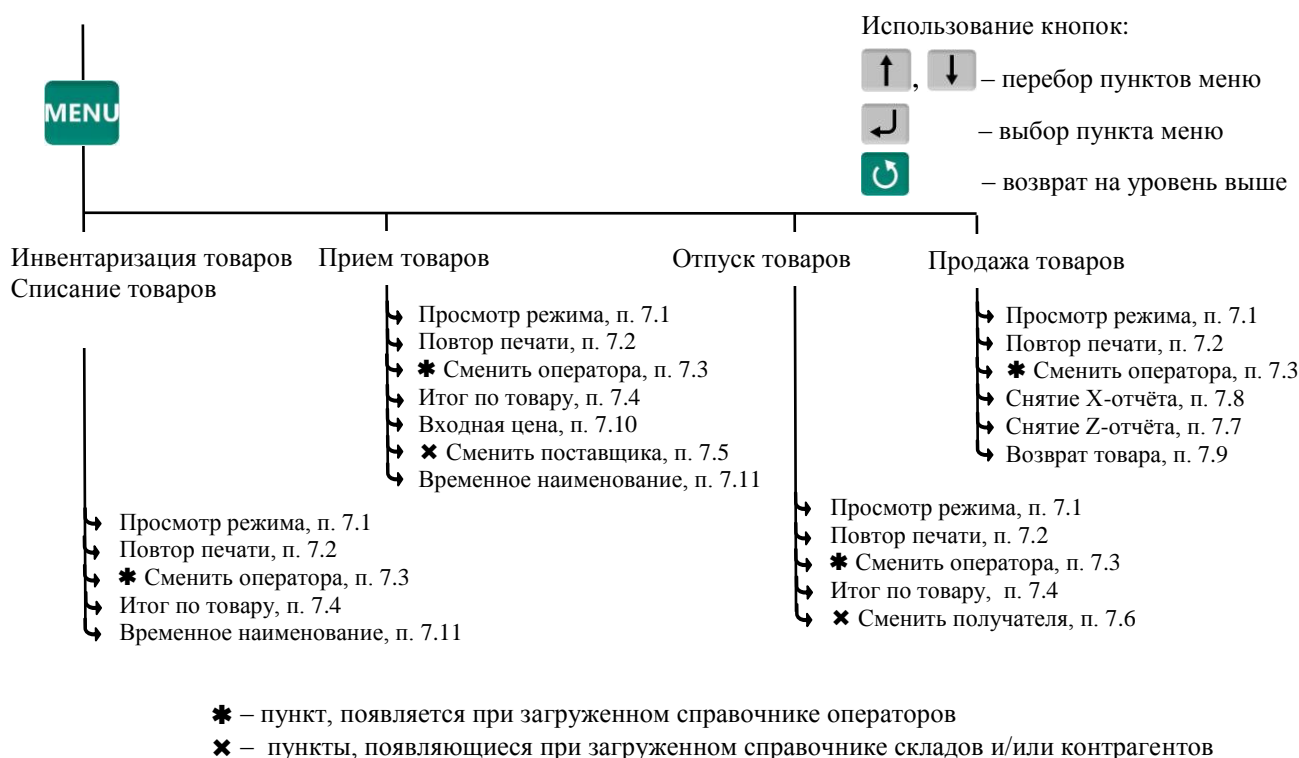 Использование кнопок:
, – перебор пунктов меню
MENU
– выбор пункта меню
– возврат на уровень выше
Инвентаризация товаров
Списание товаров
Просмотр режима, п. 7.1
Повтор печати, п. 7.2
✱ Сменить оператора, п. 7.3
Итог по товару, п. 7.4
Временное наименование, п. 7.11
Прием товаров
Просмотр режима, п. 7.1
Повтор печати, п. 7.2
✱ Сменить оператора, п. 7.3
Итог по товару, п. 7.4
Входная цена, п. 7.10
✖ Сменить поставщика, п. 7.5
Временное наименование, п. 7.11
Отпуск товаров
Просмотр режима, п. 7.1
Повтор печати, п. 7.2
✱ Сменить оператора, п. 7.3
Итог по товару, п. 7.4
✖ Сменить получателя, п. 7.6
Продажа товаров
Просмотр режима, п. 7.1
Повтор печати, п. 7.2
✱ Сменить оператора, п. 7.3
Снятие X-отчёта, п. 7.8
Снятие Z-отчёта, п. 7.7
Возврат товара, п. 7.9
✱ – пункт, появляется при загруженном справочнике операторов
✖ – пункты, появляющиеся при загруженном справочнике складов и/или контрагентов